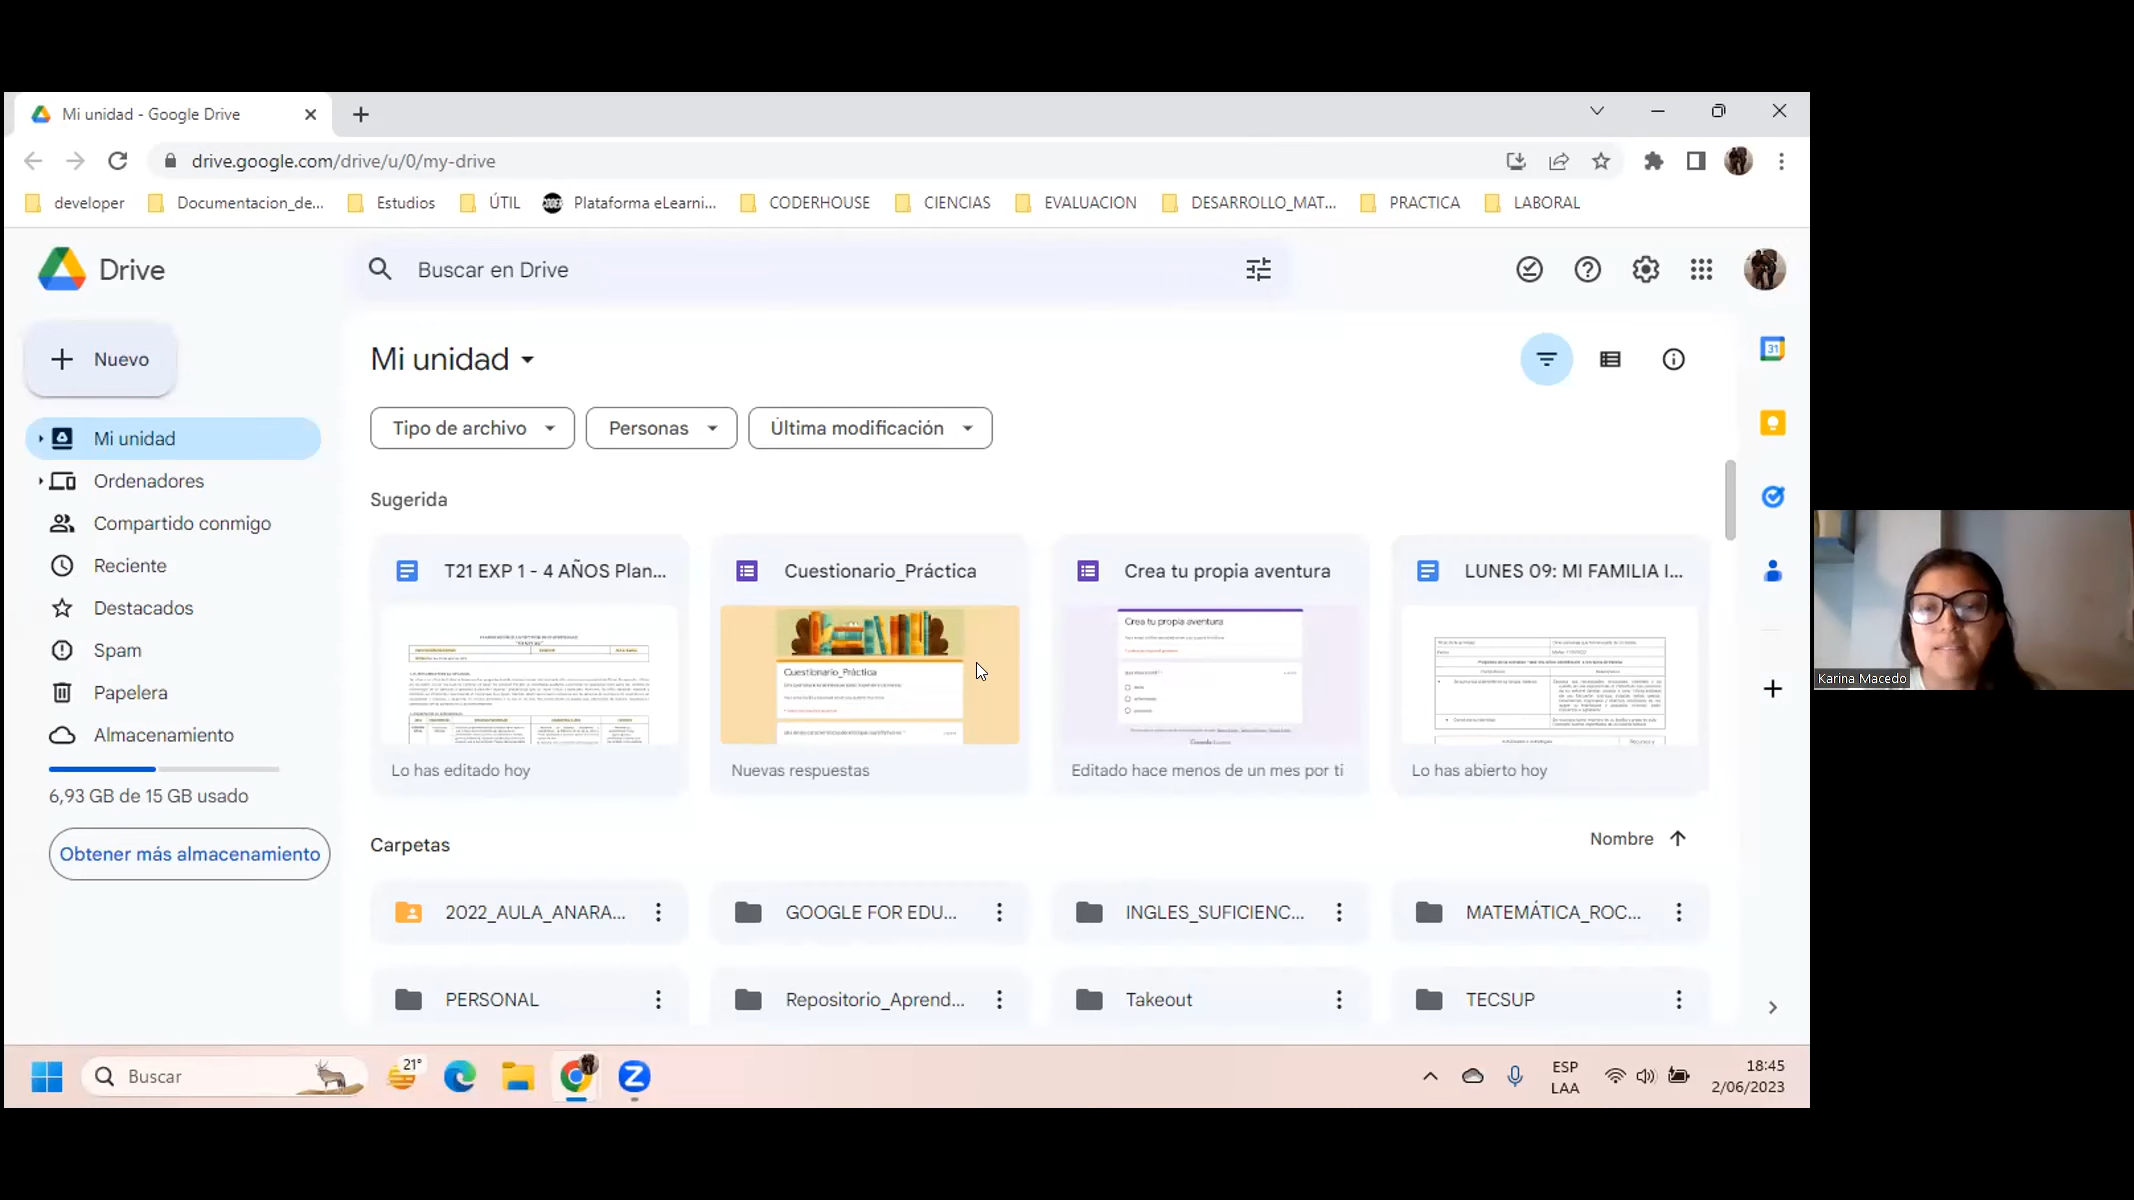 Mi unidad - Google Drive
drive.google.com/drive/u/0/my-drive
developer Documentacion_de... Estudios ÚTIL Plataforma eLearni... CODERHOUSE CIENCIAS EVALUACION DESARROLLO_MAT... PRACTICA LABORAL
Drive
Buscar en Drive
Nuevo
Mi unidad
Ordenadores
Compartido conmigo
Reciente
Destacados
Spam
Papelera
Almacenamiento
6,93 GB de 15 GB usado
Obtener más almacenamiento
Mi unidad
Tipo de archivo Personas Última modificación
Sugerida
T21 EXP 1 - 4 AÑOS Plan...
Lo has editado hoy
Cuestionario_Práctica
Cuestionario_Práctica
Nuevas respuestas
Crea tu propia aventura
Crea tu propia aventura
Editado hace menos de un mes por ti
LUNES 09: MI FAMILIA I...
Lo has abierto hoy
Carpetas
Nombre
2022_AULA_ANARA... GOOGLE FOR EDU... INGLES_SUFICIENC... MATEMÁTICA_ROC...
PERSONAL Repositorio_Aprend... Takeout TECSUP
31
Karina Macedo
Buscar
21°
ESP
LAA
18:45
2/06/2023